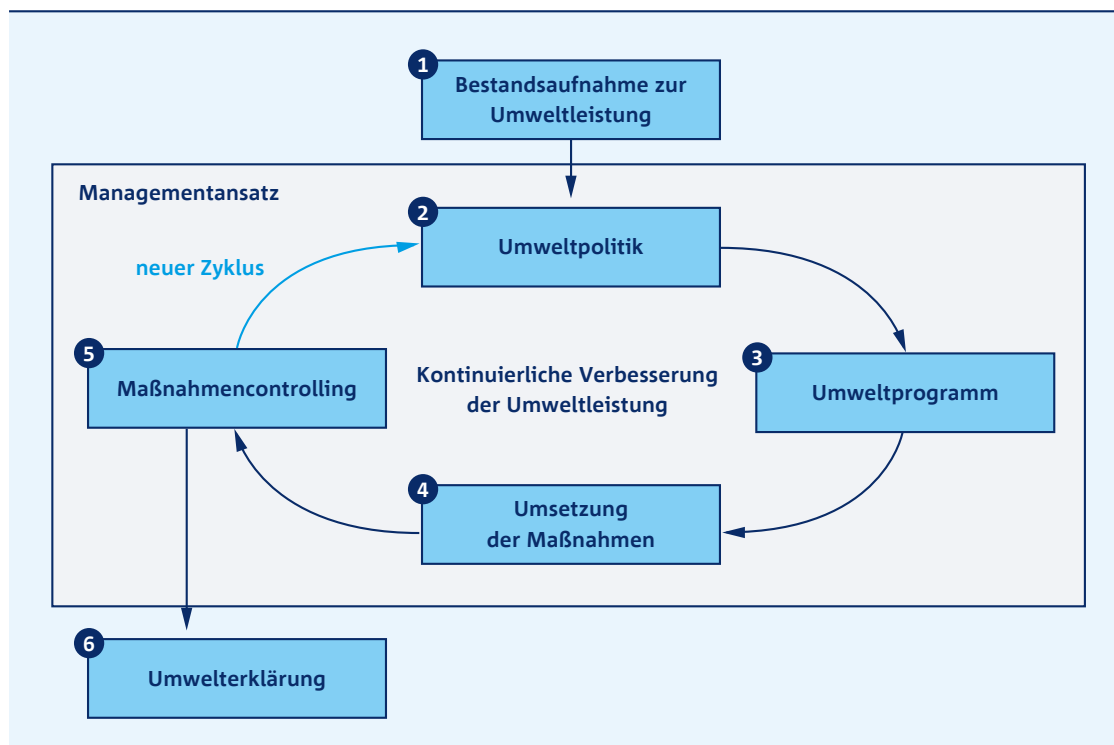 1
Bestandsaufnahme zur
Umweltleistung
Managementansatz
2
Umweltpolitik
neuer Zyklus
5
Maßnahmencontrolling
Kontinuierliche Verbesserung
der Umweltleistung
3
Umweltprogramm
4
Umsetzung
der Maßnahmen
6
Umwelterklärung